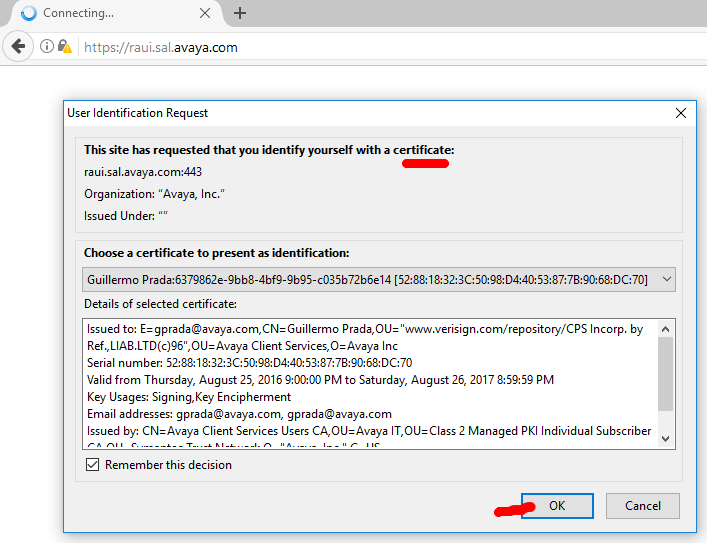 Connecting...
https://raui.sal.avaya.com
User Identification Request
This site has requested that you identify yourself with a certificate:
raui.sal.avaya.com:443
Organization: "Avaya, Inc."
Issued Under: ""
Choose a certificate to present as identification:
Guillermo Prada:6379862e-9bb8-4bf9-9b95-c035b72b6e14 [52:88:18:32:3C:50:98:D4:40:53:87:7B:90:68:DC:70]
Details of selected certificate:
Issued to: E=gprada@avaya.com,CN=Guillermo Prada,OU="www.verisign.com/repository/CPS Incorp. by
Ref.,LIAB.LTD(c)96",OU=Avaya Client Services,O=Avaya Inc
Serial number: 52:88:18:32:3C:50:98:D4:40:53:87:7B:90:68:DC:70
Valid from Thursday, August 25, 2016 9:00:00 PM to Saturday, August 26, 2017 8:59:59 PM
Key Usages: Signing,Key Encipherment
Email addresses: gprada@avaya.com, gprada@avaya.com
Issued by: CN=Avaya Client Services Users CA,OU=Avaya IT,OU=Class 2 Managed PKI Individual Subscriber
CA,OU=Symantec Trust Network,O="Avaya, Inc.",C=US
Remember this decision
OK
Cancel